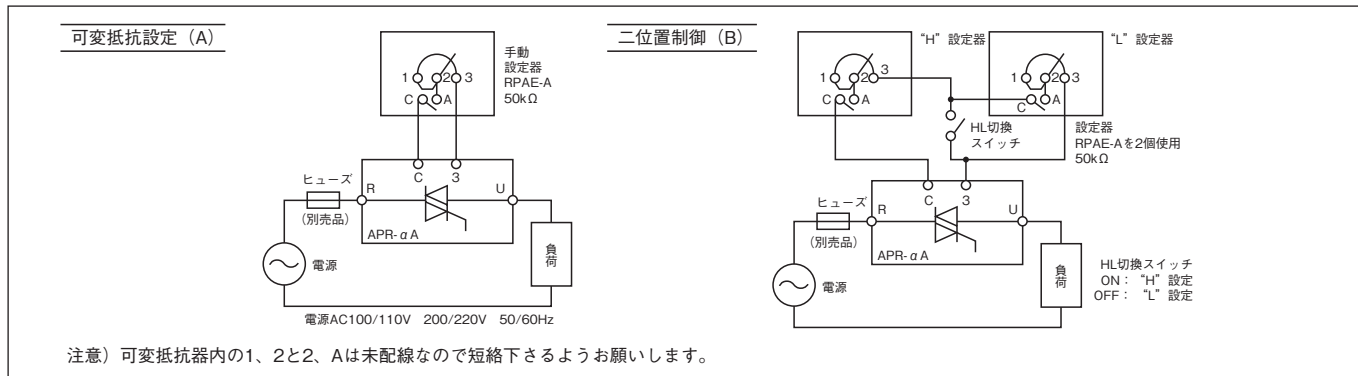 可変抵抗設定（A）
手動
設定器
RPAE-A
50kΩ
1
2
3
C
A
ヒューズ
（別売品）
R
C
3
U
APR-αA
電源
負荷
電源AC100/110V　200/220V　50/60Hz
二位置制御（B）
“H”設定器
1
2
3
C
A
“L”設定器
1
2
3
C
A
HL切換
スイッチ
設定器
RPAE-Aを2個使用
50kΩ
ヒューズ
（別売品）
R
C
3
U
APR-αA
電源
負荷
HL切換スイッチ
ON： “H”設定
OFF： “L”設定
注意）可変抵抗器内の1、2と2、Aは未配線なので短絡下さるようお願いします。